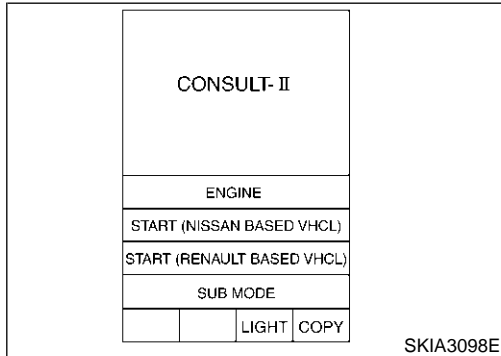 CONSULT-Ⅱ
ENGINE
START (NISSAN BASED VHCL)
START (RENAULT BASED VHCL)
SUB MODE
LIGHT COPY
SKIA3098E